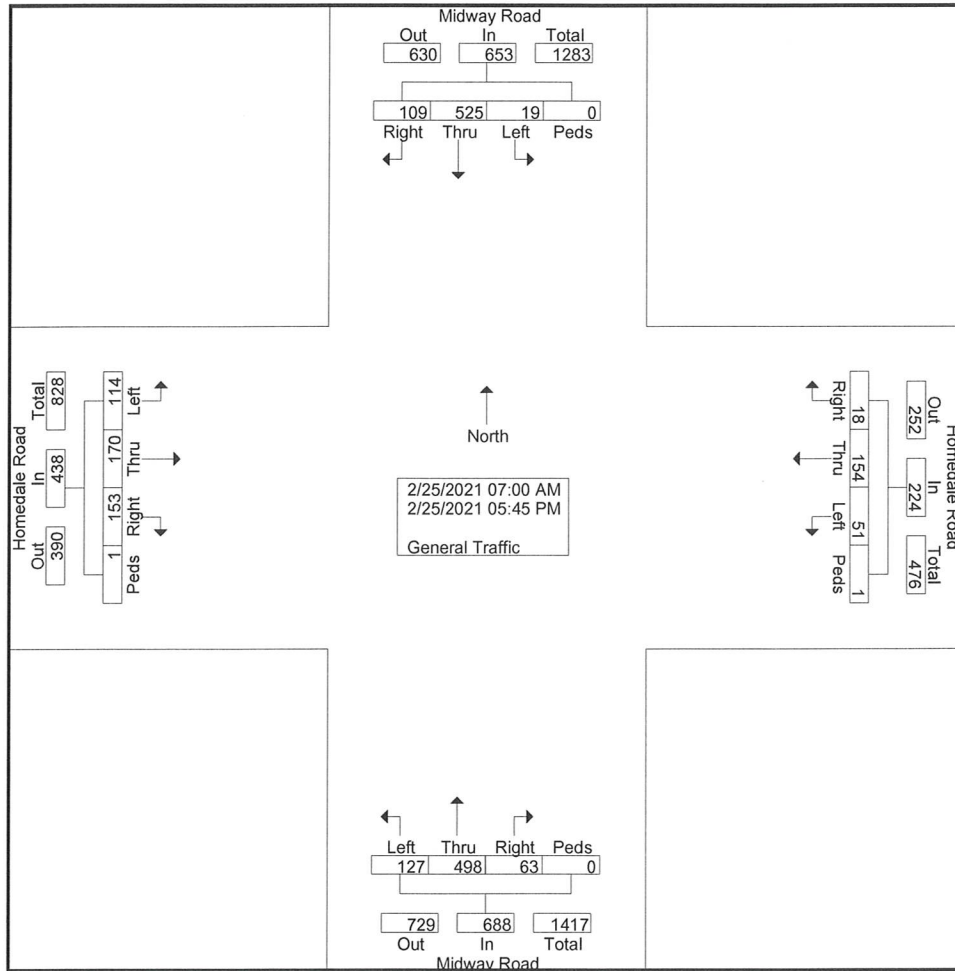 Midway Road
Out In Total
630 653 1283
109 525 19 0
Right Thru Left Peds
Homedale Road
Total In Out
828 438 390
114 170 153 1
Left Thru Right Peds
North
2/25/2021 07:00 AM
2/25/2021 05:45 PM
General Traffic
Right Thru Left Peds
18 154 51 1
Out In Total
252 224 476
Homedale Road
Left Thru Right Peds
127 498 63 0
729 688 1417
Out In Total
Midway Road